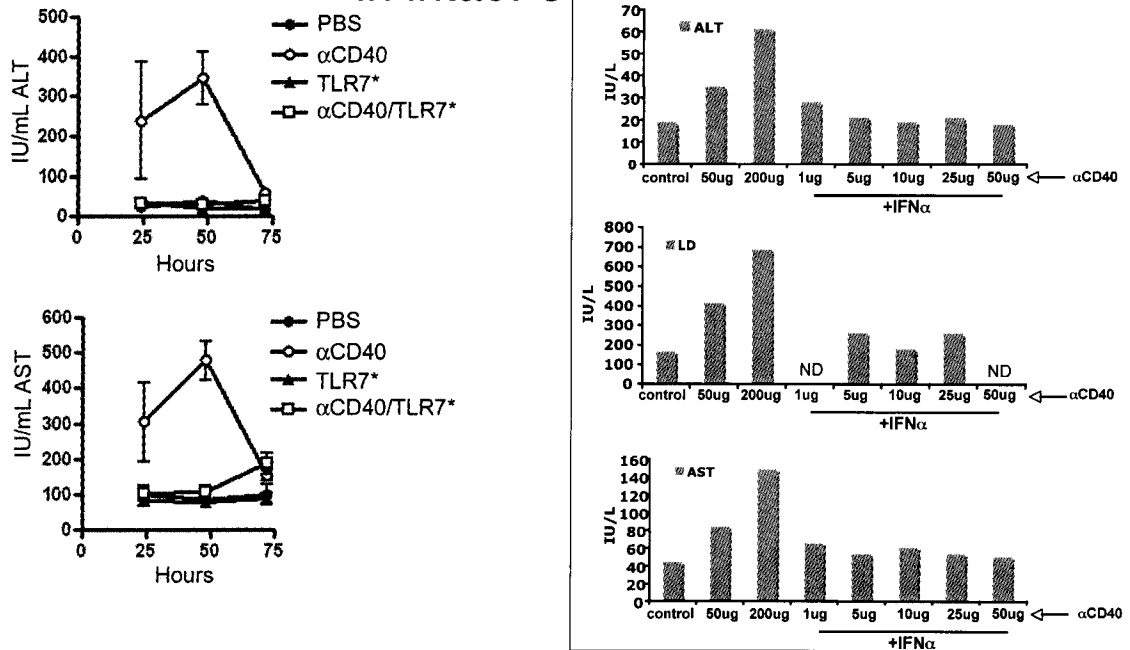 PBS
αCD40
TLR7*
αCD40/TLR7*
IU/mL ALT
500
400
300
200
100
0
0 25 50 75
Hours
PBS
αCD40
TLR7*
αCD40/TLR7*
IU/mL AST
600
500
400
300
200
100
0
0 25 50 75
Hours
ALT
IU/L
70
60
50
40
30
20
10
0
control 50ug 200ug 1ug 5ug 10ug 25ug 50ug αCD40
+IFNα
LD
IU/L
800
700
600
500
400
300
200
100
0
ND ND
control 50ug 200ug 1ug 5ug 10ug 25ug 50ug αCD40
+IFNα
AST
IU/L
160
140
120
100
80
60
40
20
0
control 50ug 200ug 1ug 5ug 10ug 25ug 50ug αCD40
+IFNα